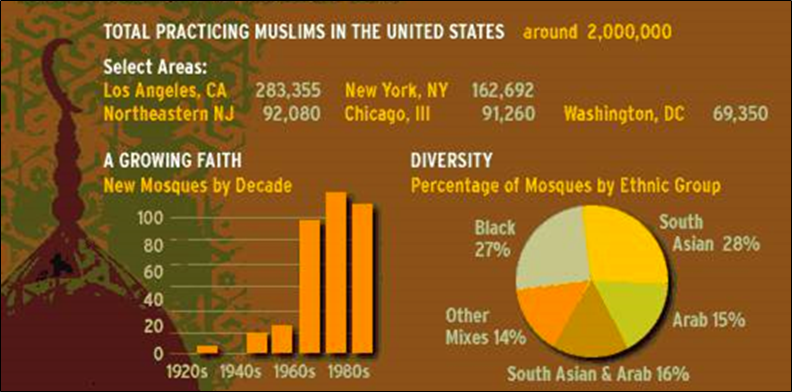 TOTAL PRACTICING MUSLIMS IN THE UNITED STATES around 2,000,000
Select Areas:
Los Angeles, CA 283,355 New York, NY 162,692
Northeastern NJ 92,080 Chicago, Ill 91,260 Washington, DC 69,350
A GROWING FAITH
New Mosques by Decade
100
80
60
40
20
0
1920s 1940s 1960s 1980s
DIVERSITY
Percentage of Mosques by Ethnic Group
Black
27%
South
Asian 28%
Other
Mixes 14%
Arab 15%
South Asian & Arab 16%